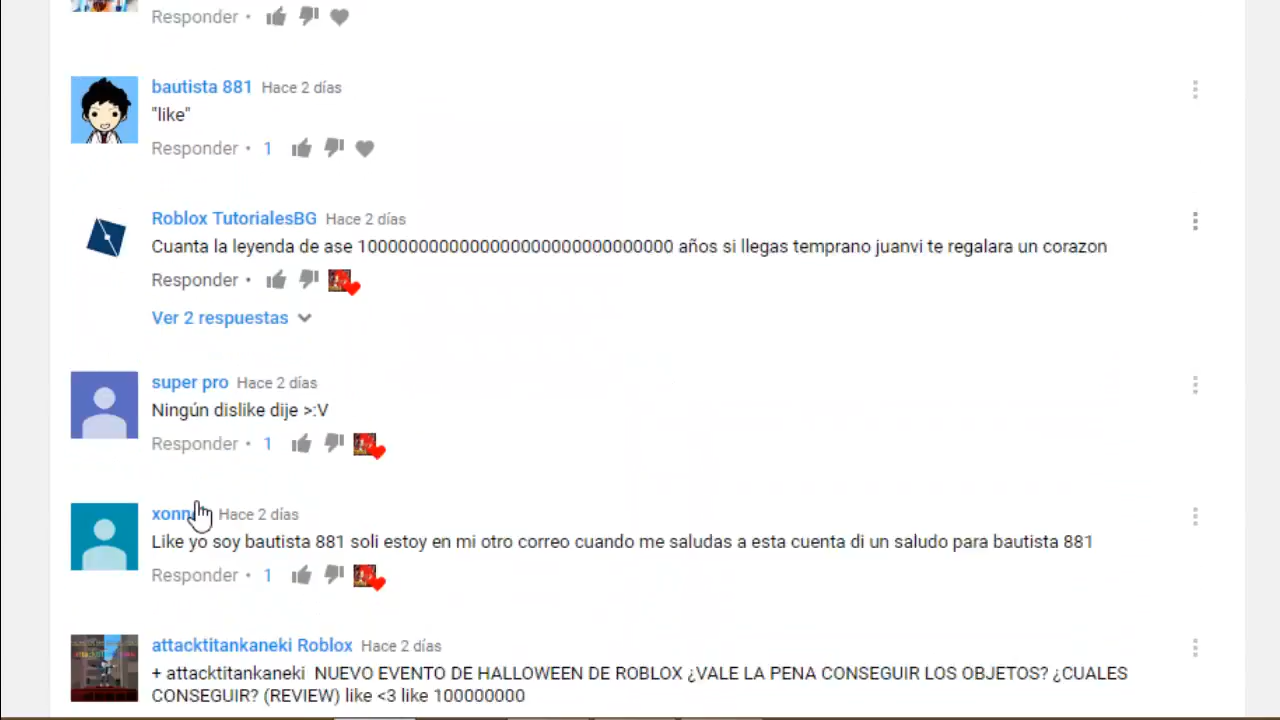 Responder •
bautista 881 Hace 2 días
"like"
Responder • 1
Roblox TutorialesBG Hace 2 días
Cuanta la leyenda de ase 1000000000000000000000000000000 años si llegas temprano juanvi te regalara un corazon
Responder •
Ver 2 respuestas
super pro Hace 2 días
Ningún dislike dije >:V
Responder • 1
Hace 2 días
Like yo soy bautista 881 soli estoy en mi otro correo cuando me saludas a esta cuenta di un saludo para bautista 881
Responder • 1
attacktitankaneki Roblox Hace 2 días
+ attacktitankaneki NUEVO EVENTO DE HALLOWEEN DE ROBLOX ¿VALE LA PENA CONSEGUIR LOS OBJETOS? ¿CUALES
CONSEGUIR? (REVIEW) like <3 like 100000000